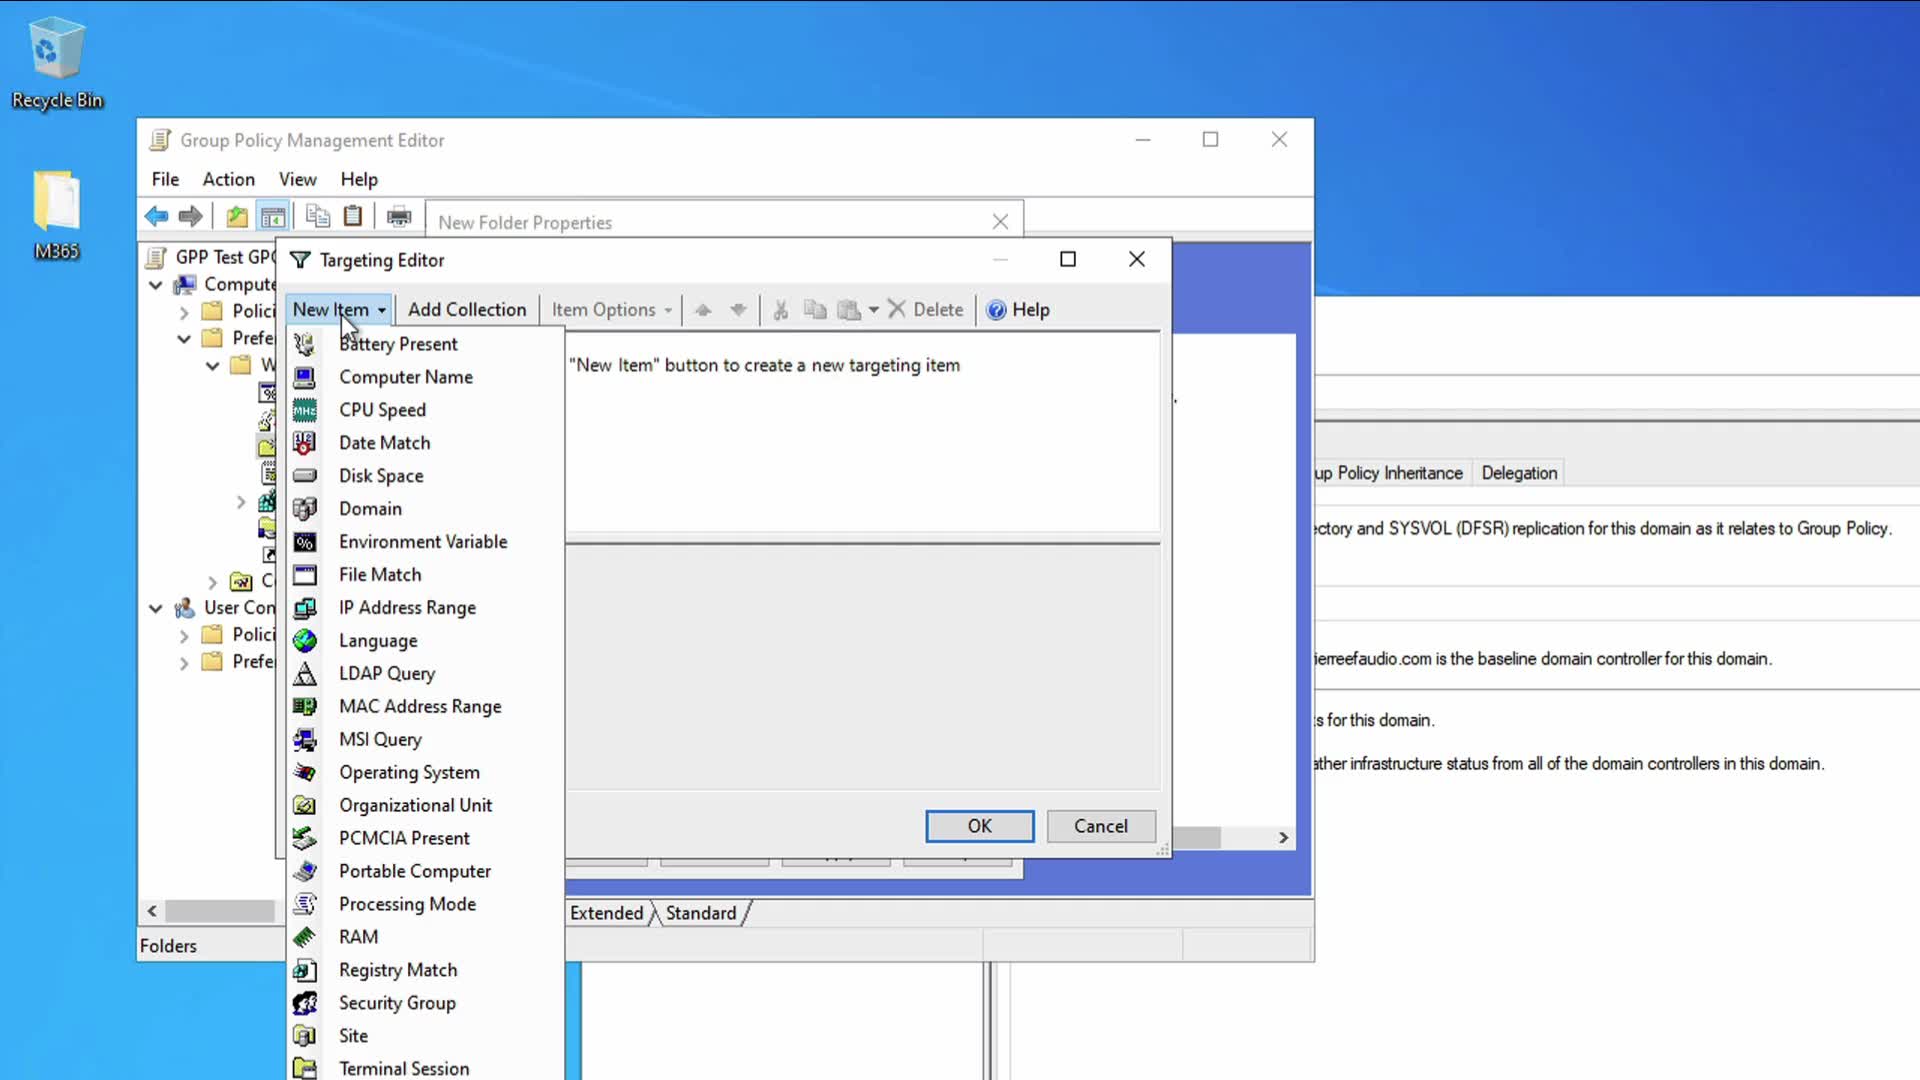 Recycle Bin
M365
Group Policy Management Editor
File Action View Help
New Folder Properties
GPP Test GPO
Targeting Editor
Compute
New Item Add Collection Item Options Delete Help
Polici
Prefe
W
"New Item" button to create a new targeting item
Battery Present
Computer Name
CPU Speed
MHz
Date Match
Disk Space
Domain
Environment Variable
File Match
IP Address Range
Language
LDAP Query
MAC Address Range
MSI Query
Operating System
Organizational Unit
PCMCIA Present
Portable Computer
Processing Mode
RAM
Registry Match
Security Group
Site
Terminal Session
C
User Con
Polici
Prefe
OK Cancel
Extended Standard
Folders
up Policy Inheritance Delegation
ectory and SYSVOL (DFSR) replication for this domain as it relates to Group Policy.
ierreefaudio.com is the baseline domain controller for this domain.
s for this domain.
ather infrastructure status from all of the domain controllers in this domain.